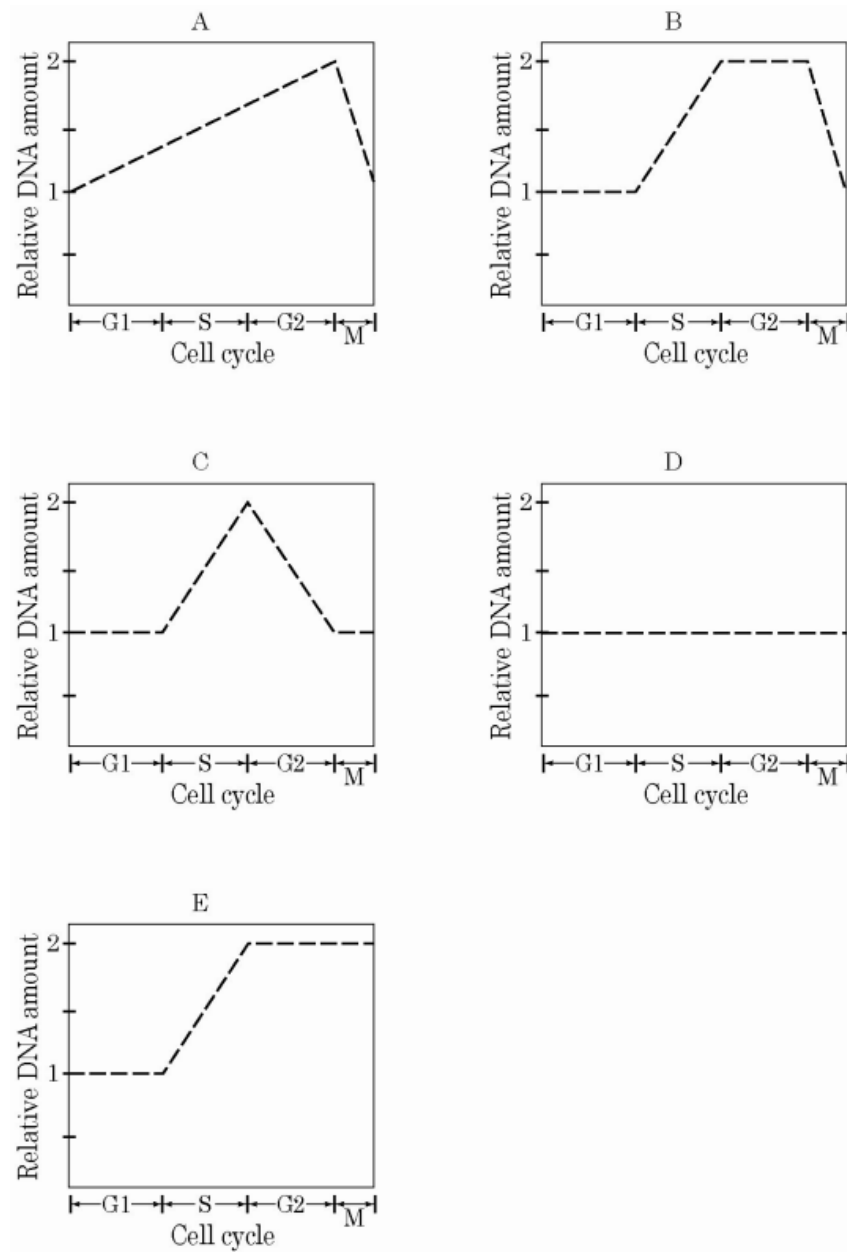 A
Relative DNA amount
2
1
G1 S G2 M
Cell cycle
B
Relative DNA amount
2
1
G1 S G2 M
Cell cycle
C
Relative DNA amount
2
1
G1 S G2 M
Cell cycle
D
Relative DNA amount
2
1
G1 S G2 M
Cell cycle
E
Relative DNA amount
2
1
G1 S G2 M
Cell cycle